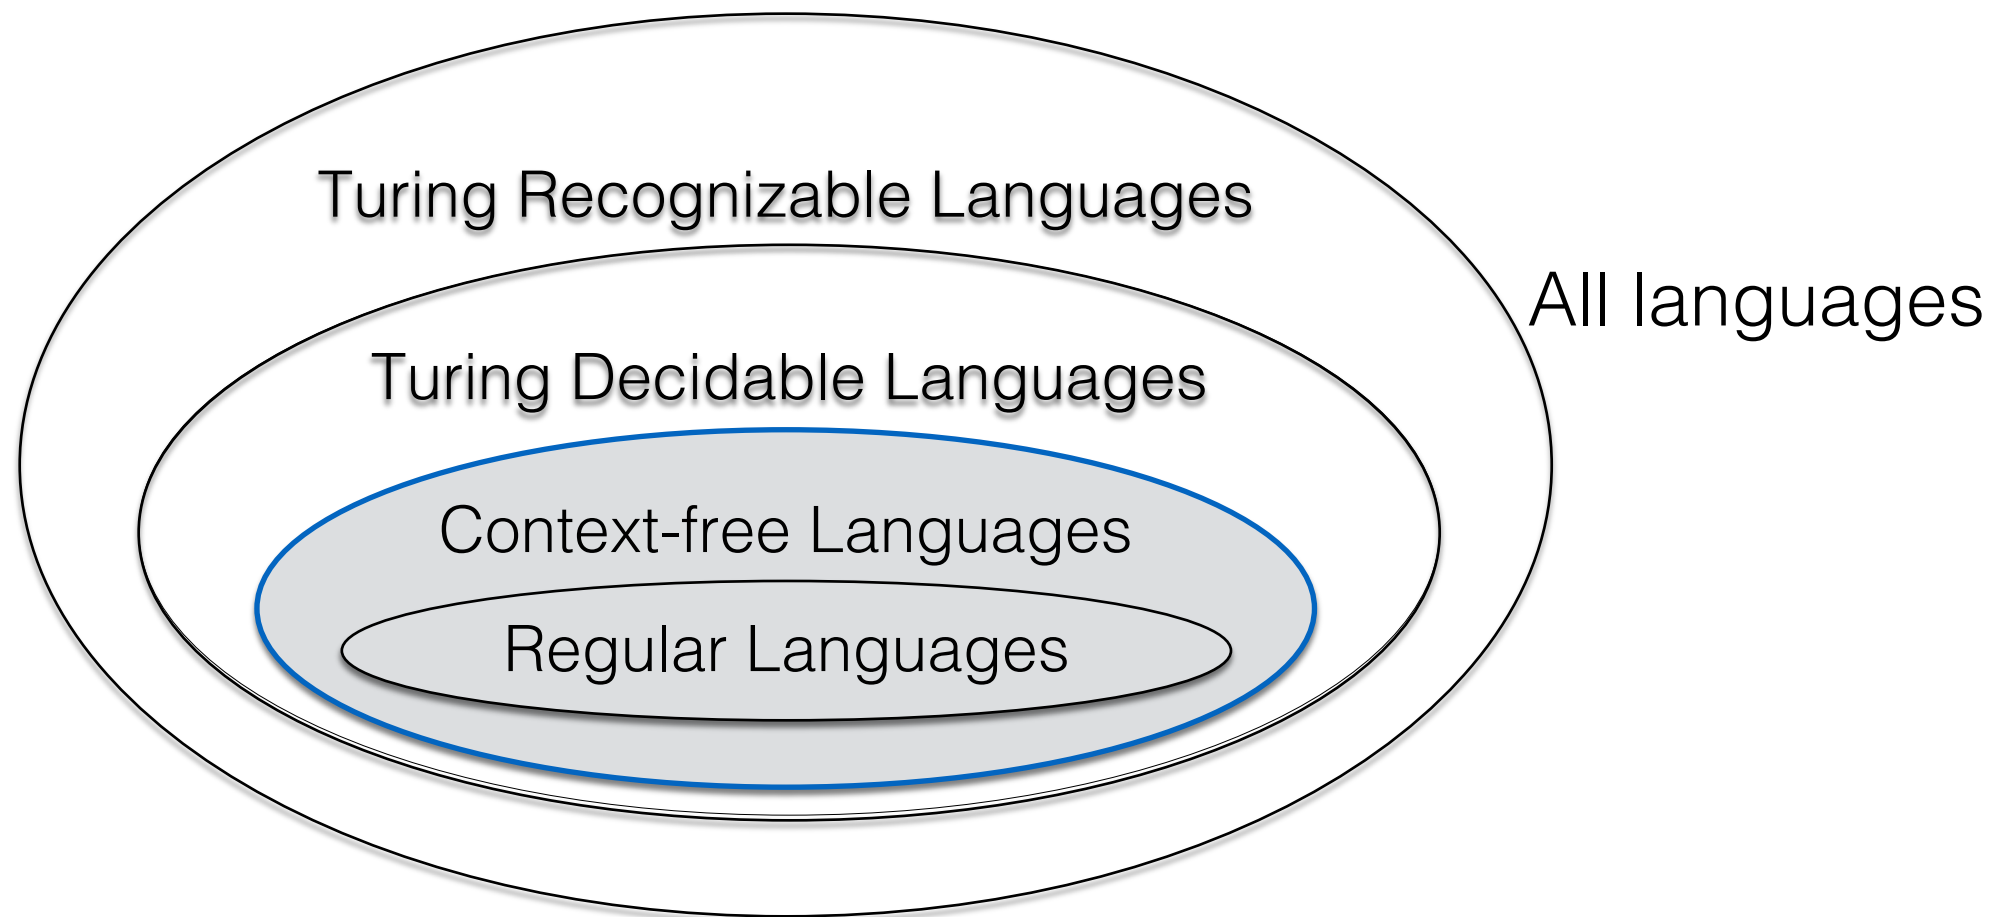 Turing Recognizable Languages
All languages
Turing Decidable Languages
Context-free Languages
Regular Languages